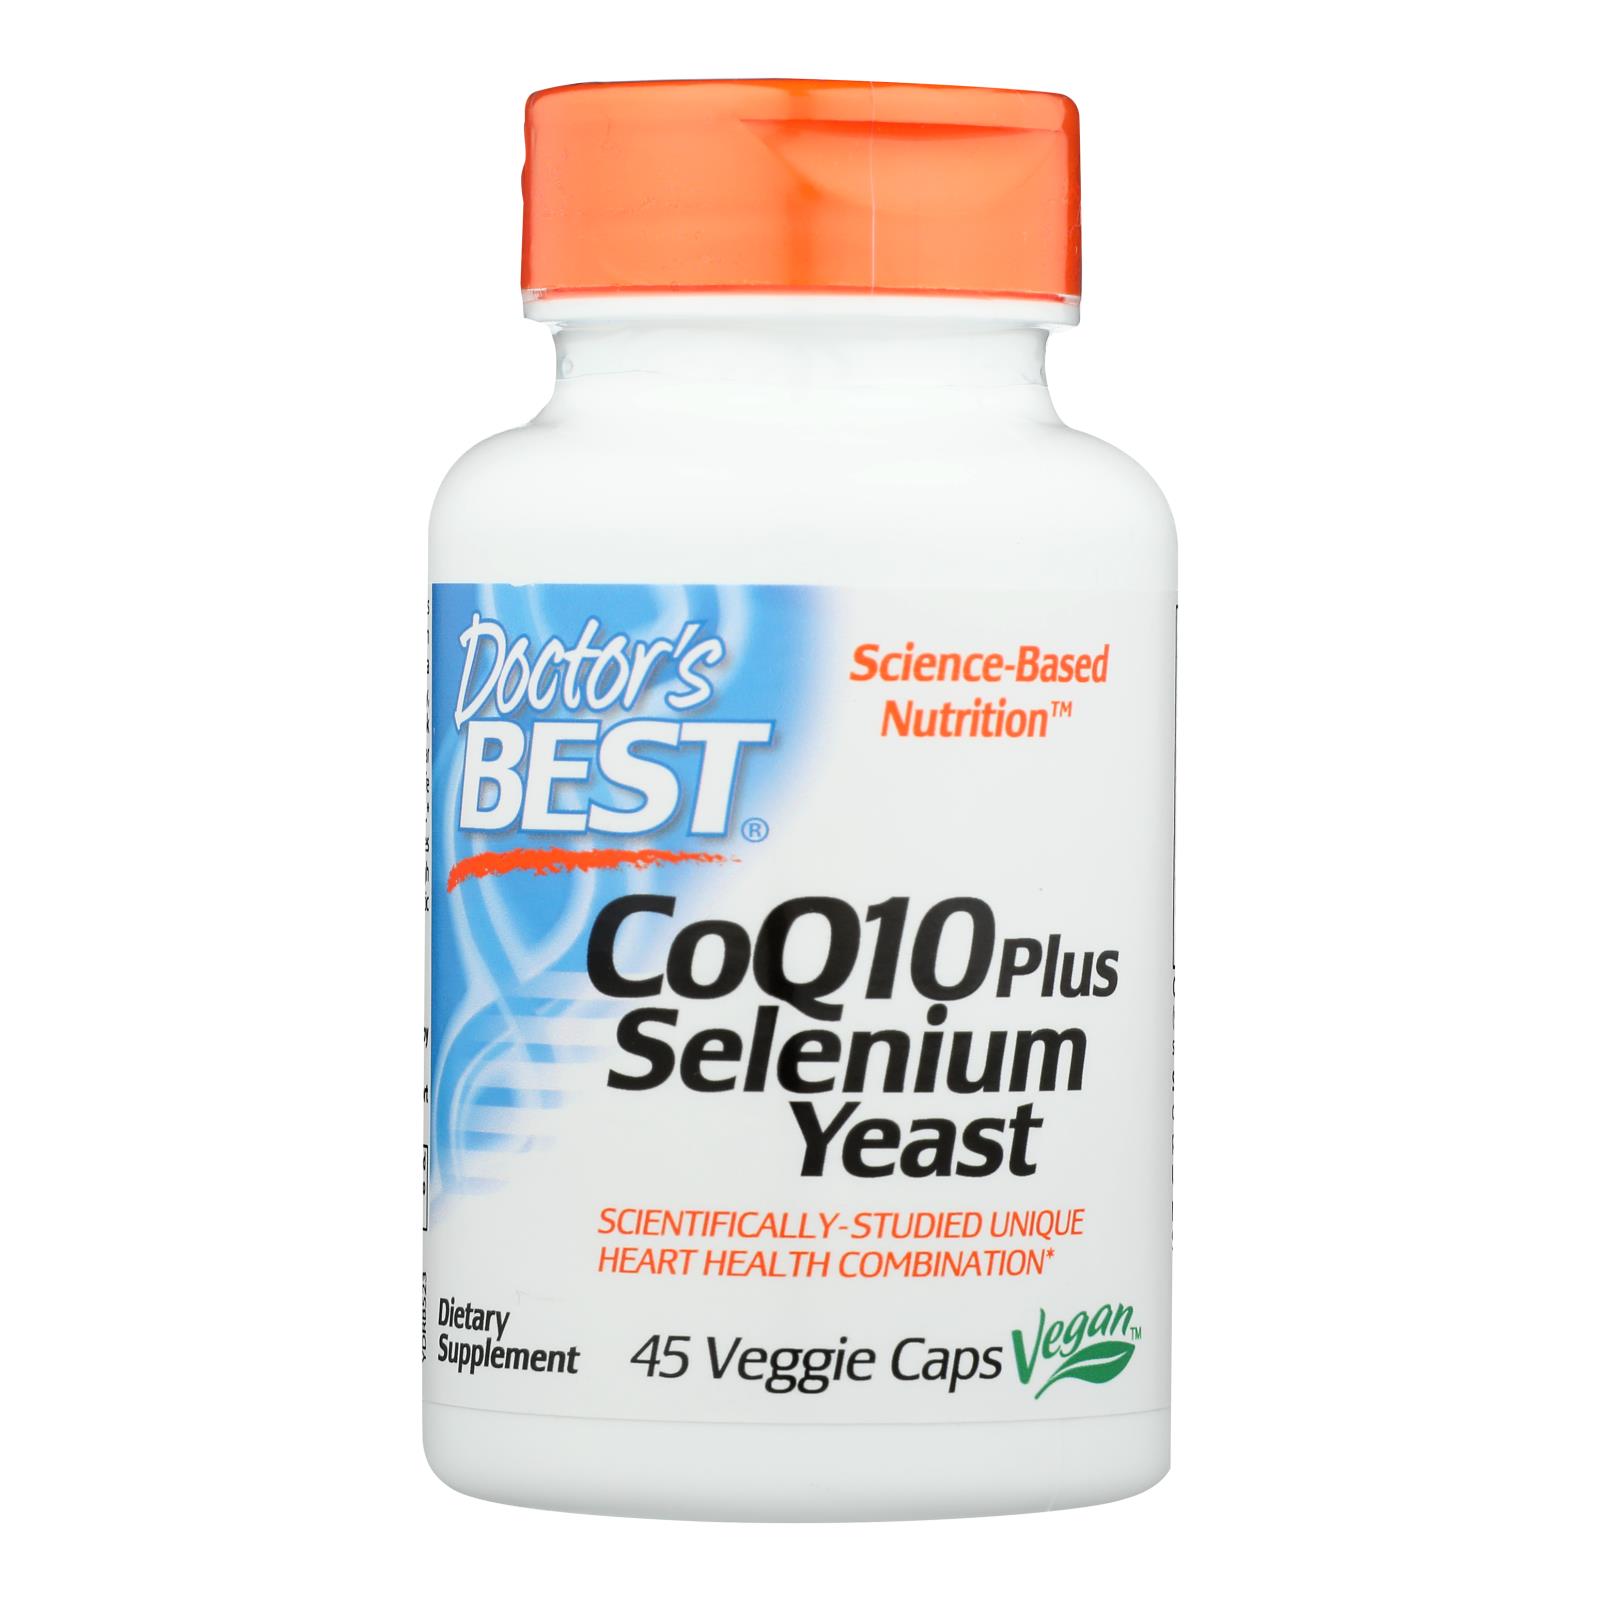 Doctor's
BEST®
Science-Based
Nutrition™
CoQ10 Plus
Selenium
Yeast
SCIENTIFICALLY-STUDIED UNIQUE
HEART HEALTH COMBINATION*
Dietary
Supplement
45 Veggie Caps
Vegan™